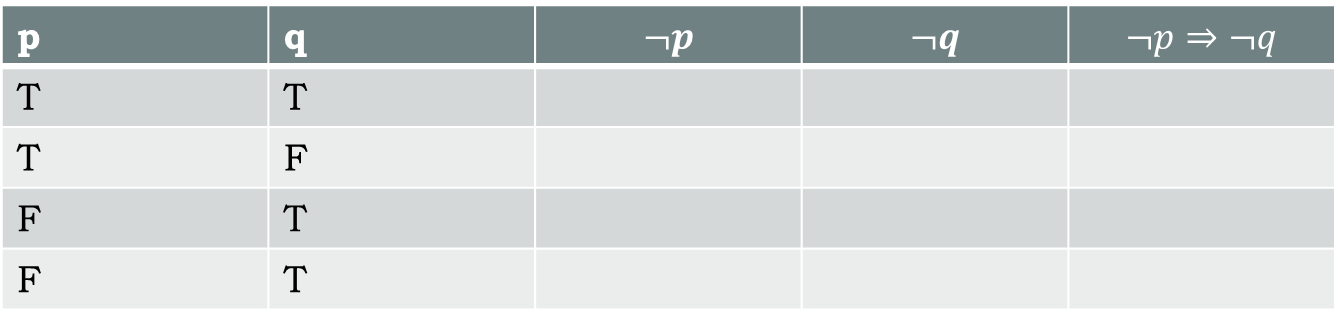 p q ¬p ¬q ¬p ⇒ ¬q
T T
T F
F T
F T